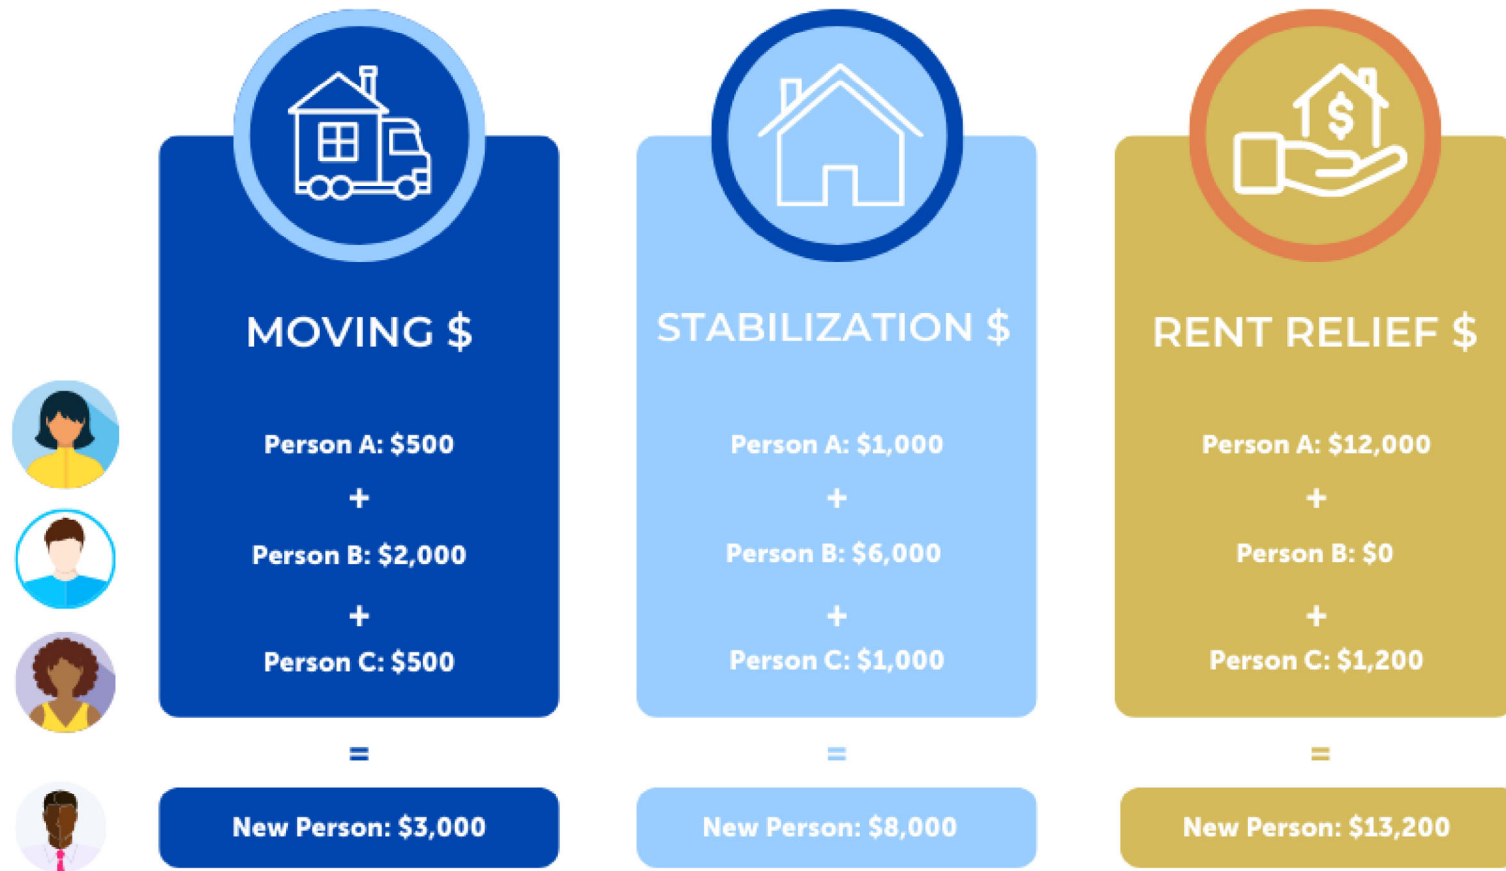 MOVING $
Person A: $500
+
Person B: $2,000
+
Person C: $500
=
New Person: $3,000
STABILIZATION $
Person A: $1,000
+
Person B: $6,000
+
Person C: $1,000
=
New Person: $8,000
RENT RELIEF $
Person A: $12,000
+
Person B: $0
+
Person C: $1,200
=
New Person: $13,200